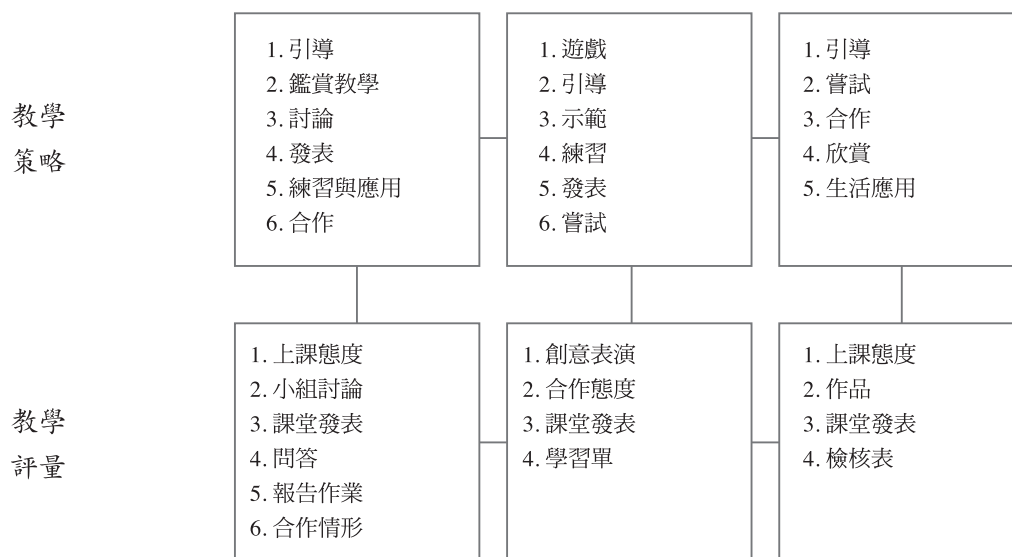 教學
策略
1. 引導
2. 鑑賞教學
3. 討論
4. 發表
5. 練習與應用
6. 合作
1. 遊戲
2. 引導
3. 示範
4. 練習
5. 發表
6. 嘗試
1. 引導
2. 嘗試
3. 合作
4. 欣賞
5. 生活應用
教學
評量
1. 上課態度
2. 小組討論
3. 課堂發表
4. 問答
5. 報告作業
6. 合作情形
1. 創意表演
2. 合作態度
3. 課堂發表
4. 學習單
1. 上課態度
2. 作品
3. 課堂發表
4. 檢核表